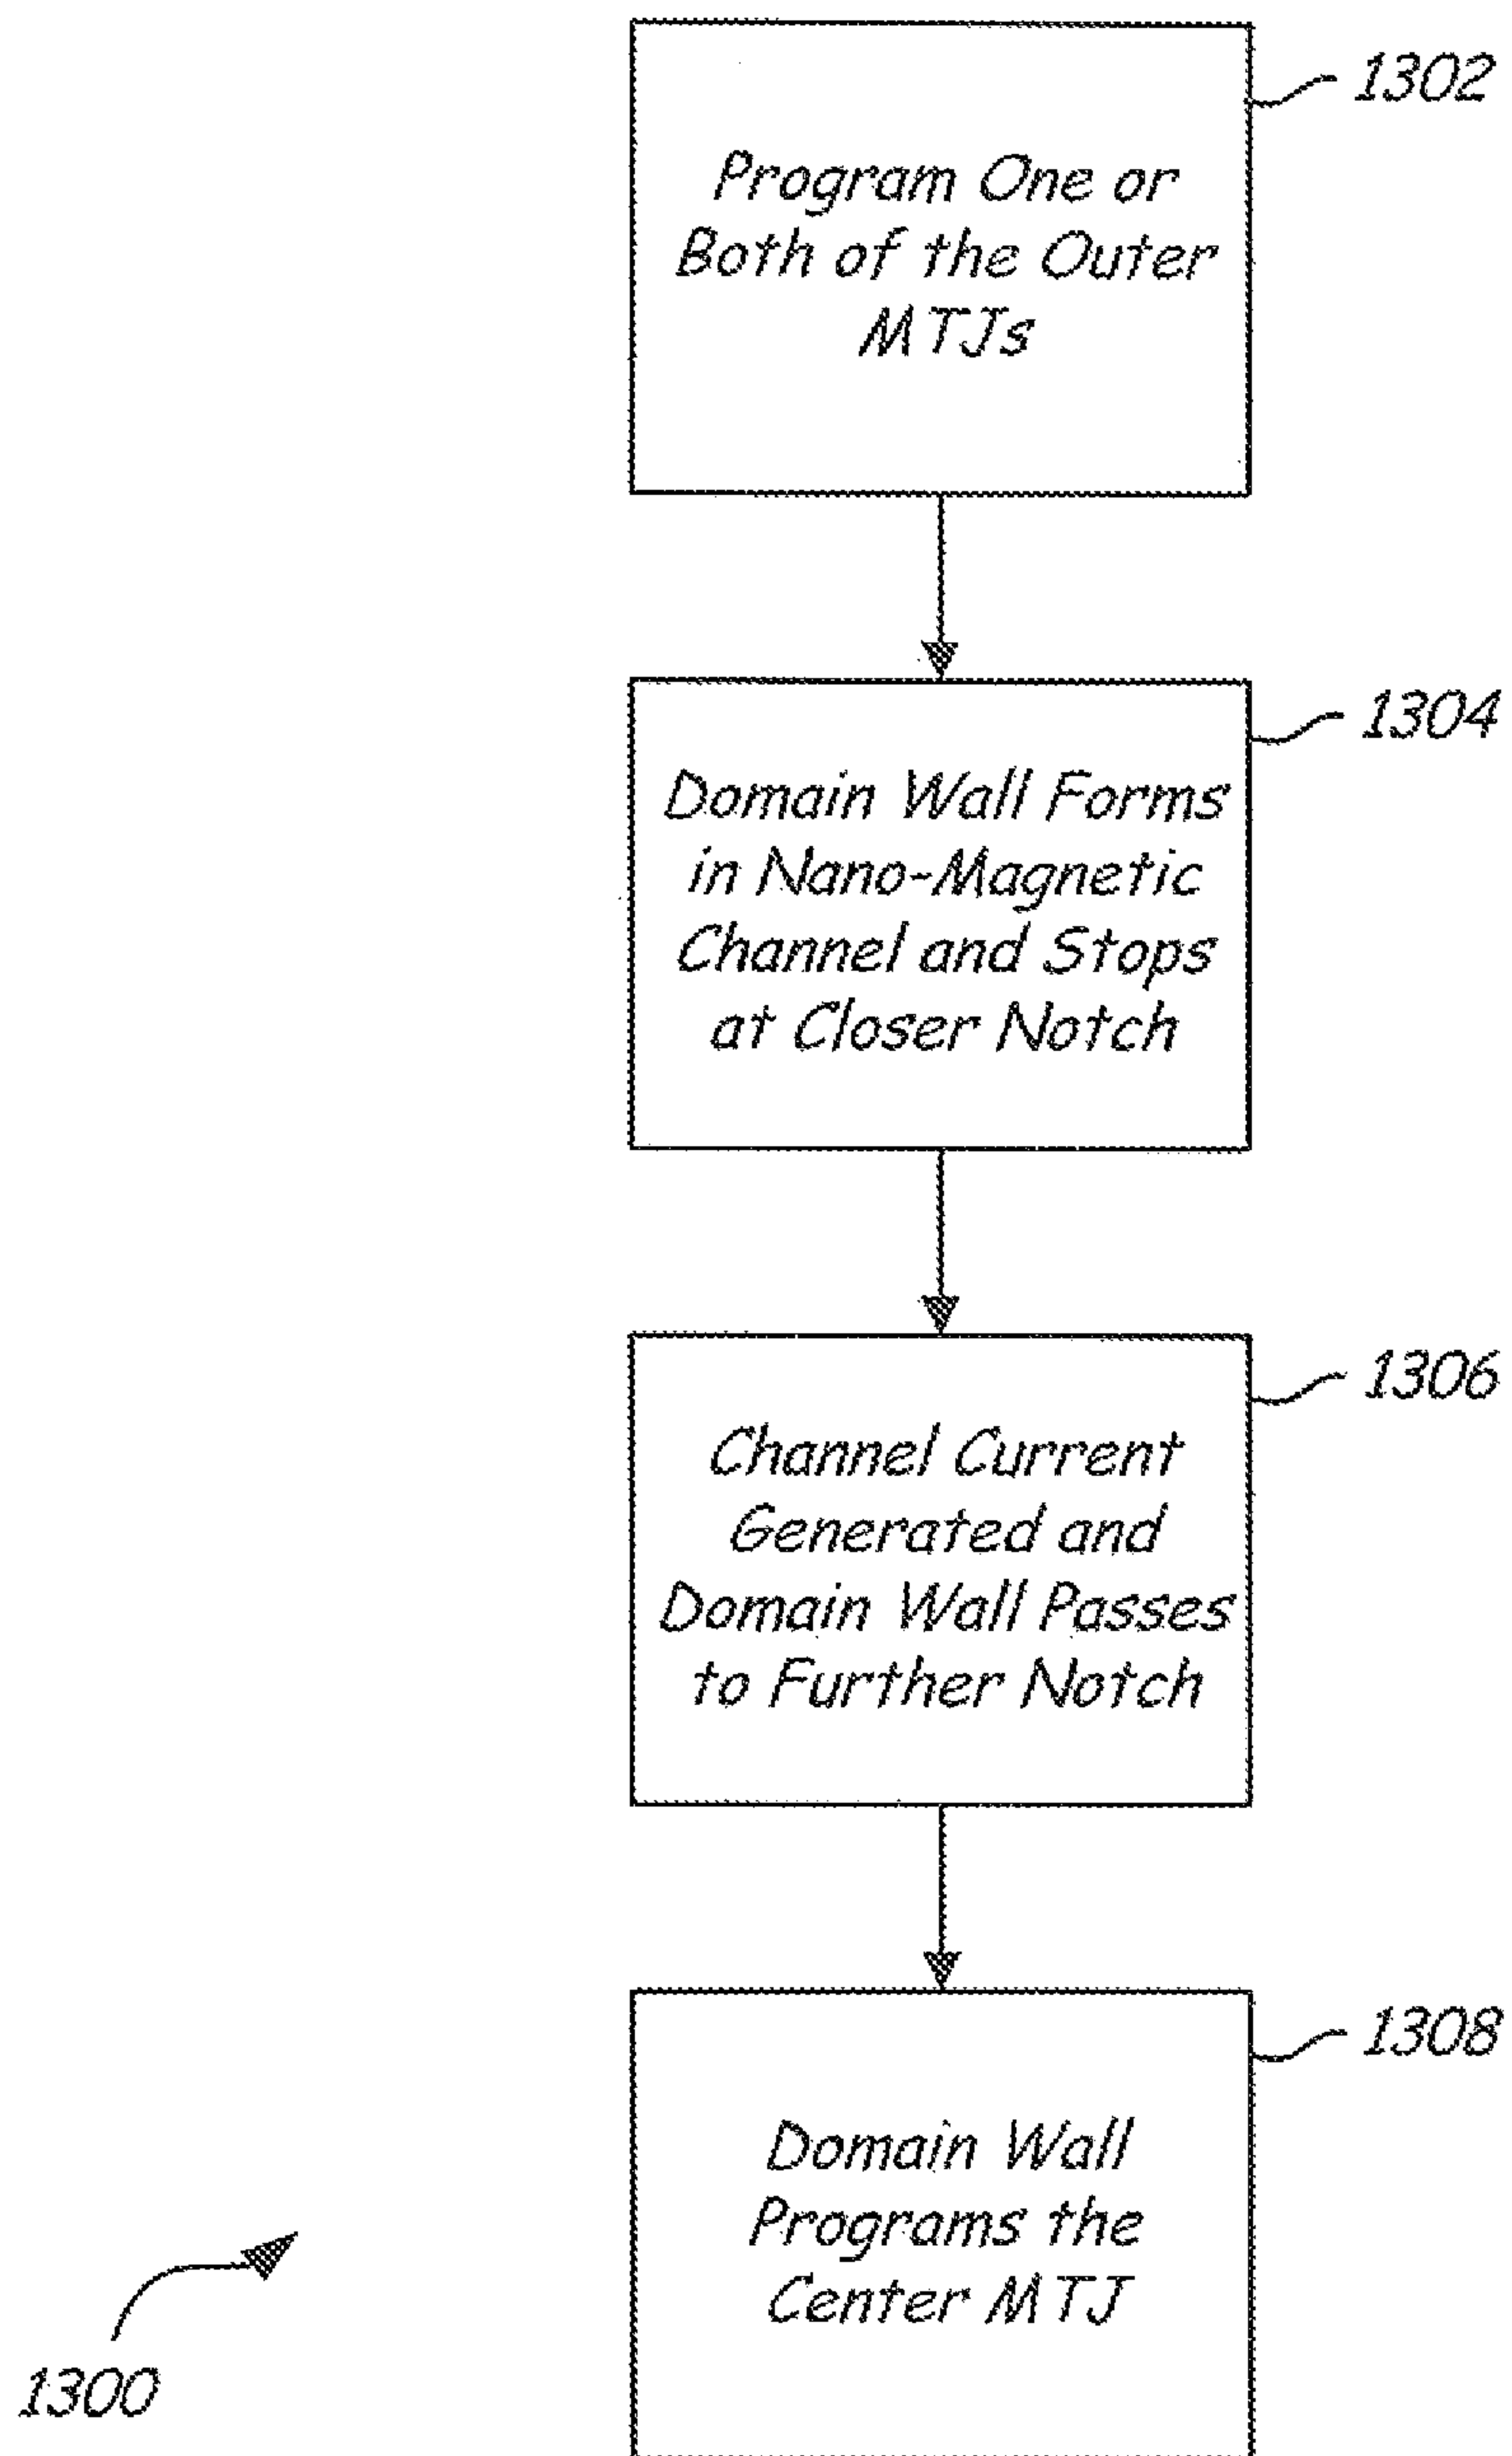 1302
Program One or
Both of the Outer
MTJs
1304
Domain Wall Forms
in Nano-Magnetic
Channel and Stops
at Closer Notch
1306
Channel Current
Generated and
Domain Wall Passes
to Further Notch
1308
Domain Wall
Programs the
Center MTJ
1300